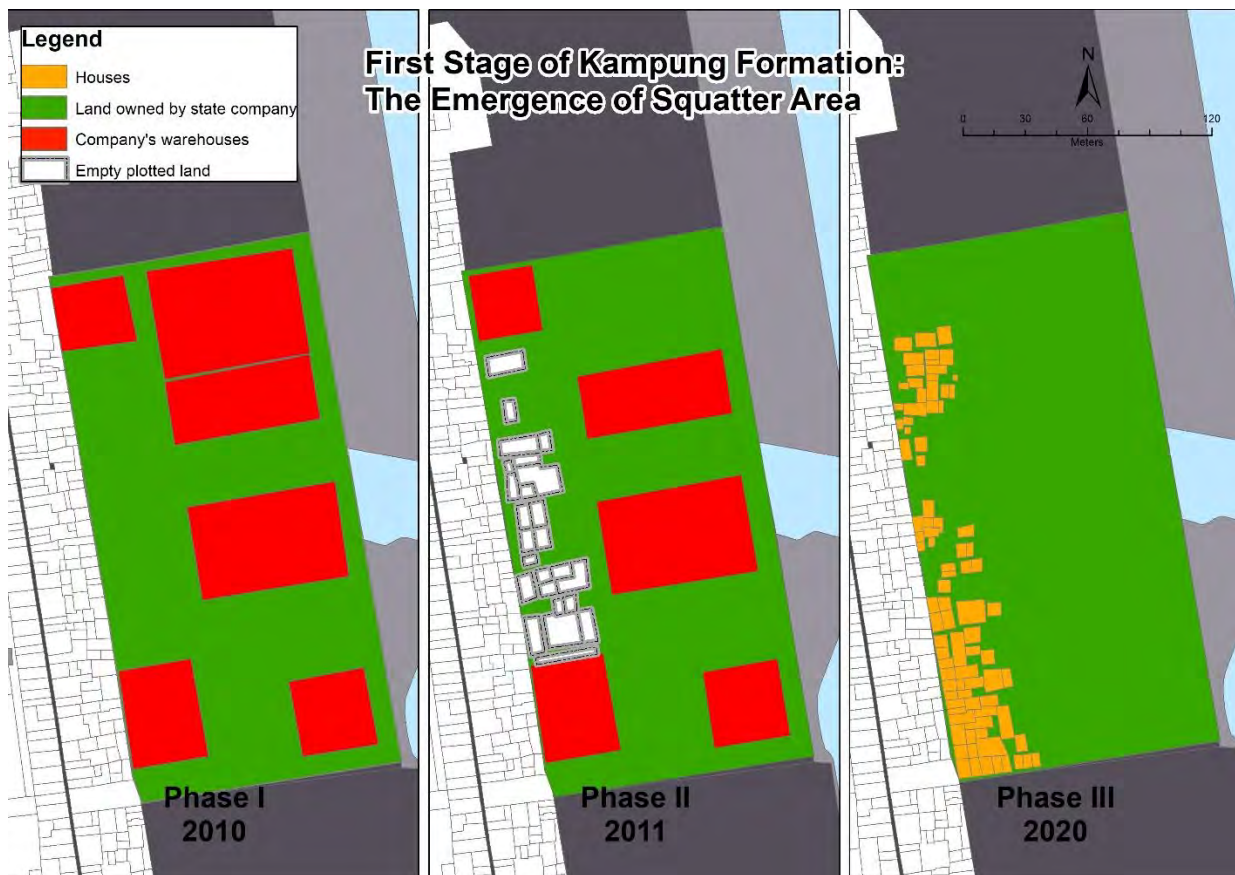 Legend
Houses
Land owned by state company
Company's warehouses
Empty plotted land
First Stage of Kampung Formation:
The Emergence of Squatter Area
N
0 30 60 120
Meters
Phase I
2010
Phase II
2011
Phase III
2020